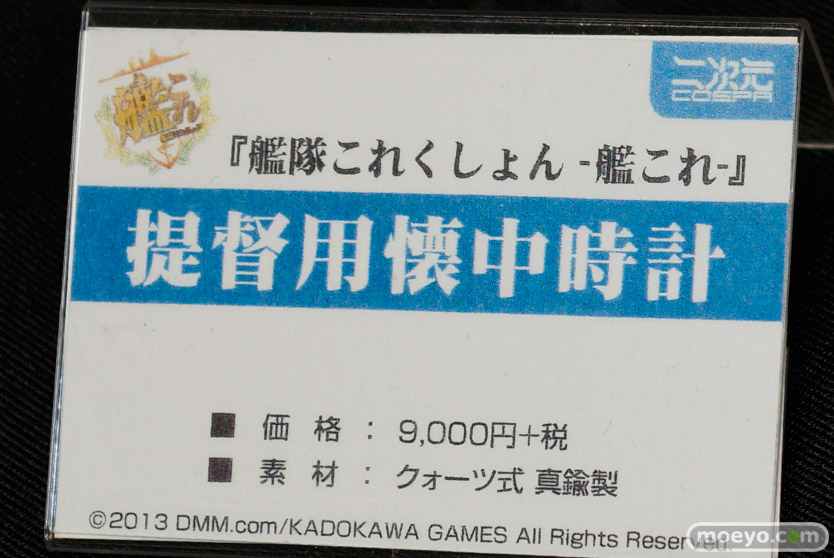 艦これ
二次元
COSPA
『艦隊これくしょん -艦これ-』
提督用懐中時計
■ 価格 : 9,000円+税
■ 素材 : クォーツ式 真鍮製
©2013 DMM.com/KADOKAWA GAMES All Rights Reserved.
moeyo.com